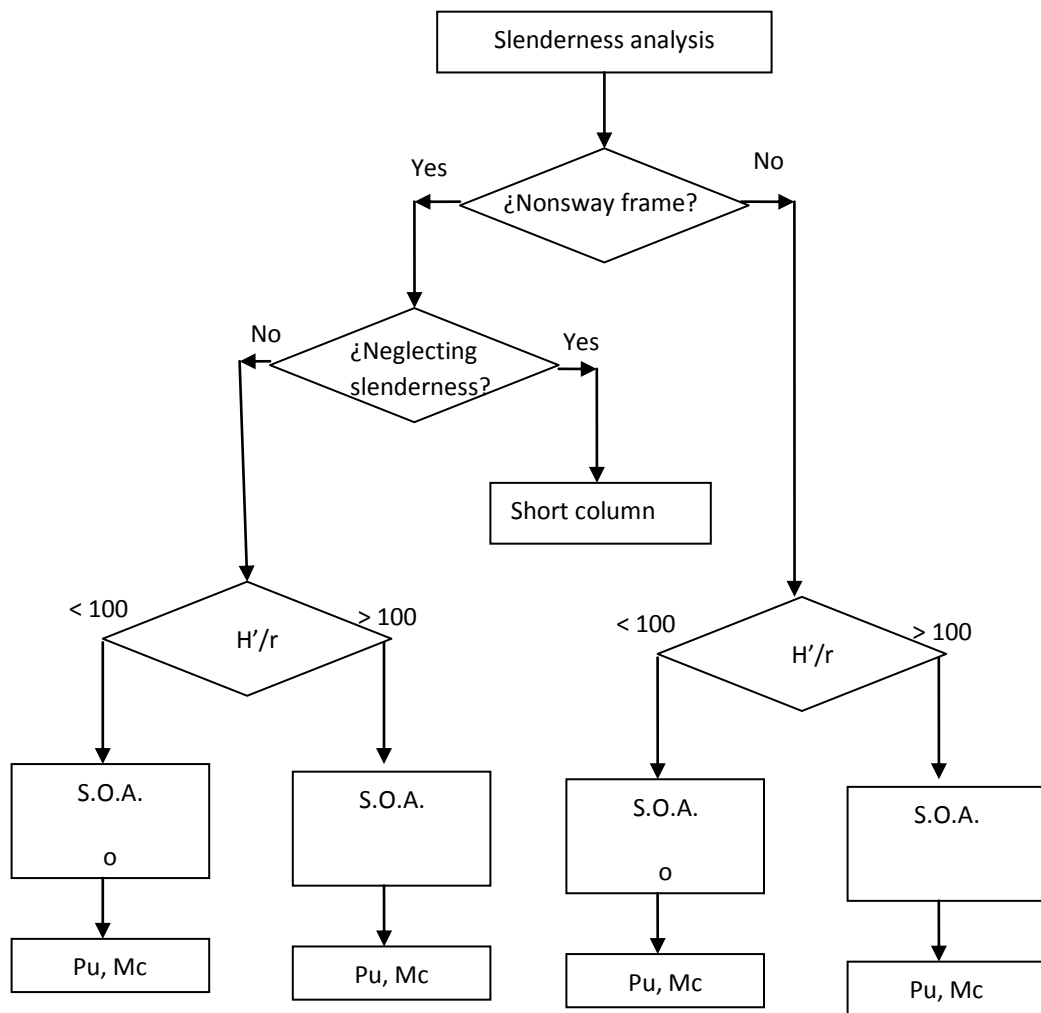 Slenderness analysis
Yes
No
¿Nonsway frame?
No
¿Neglecting
slenderness?
Yes
Short column
< 100
> 100
H’/r
< 100
> 100
H’/r
S.O.A.
o
S.O.A.
S.O.A.
o
S.O.A.
Pu, Mc
Pu, Mc
Pu, Mc
Pu, Mc